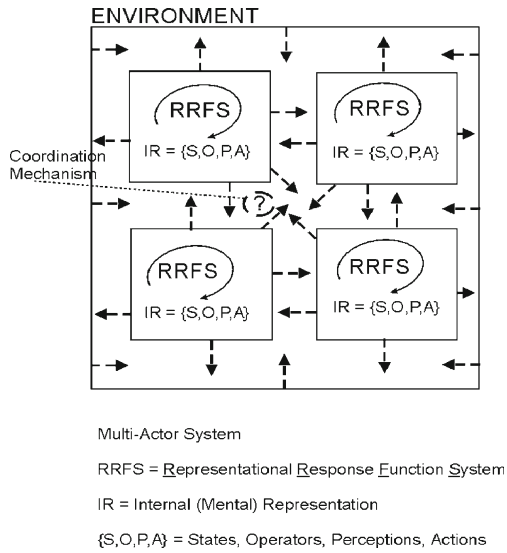 ENVIRONMENT
RRFS
IR = {S,O,P,A}
RRFS
IR = {S,O,P,A}
Coordination
Mechanism
?
RRFS
IR = {S,O,P,A}
RRFS
IR = {S,O,P,A}
Multi-Actor System
RRFS = Representational Response Function System
IR = Internal (Mental) Representation
{S,O,P,A} = States, Operators, Perceptions, Actions